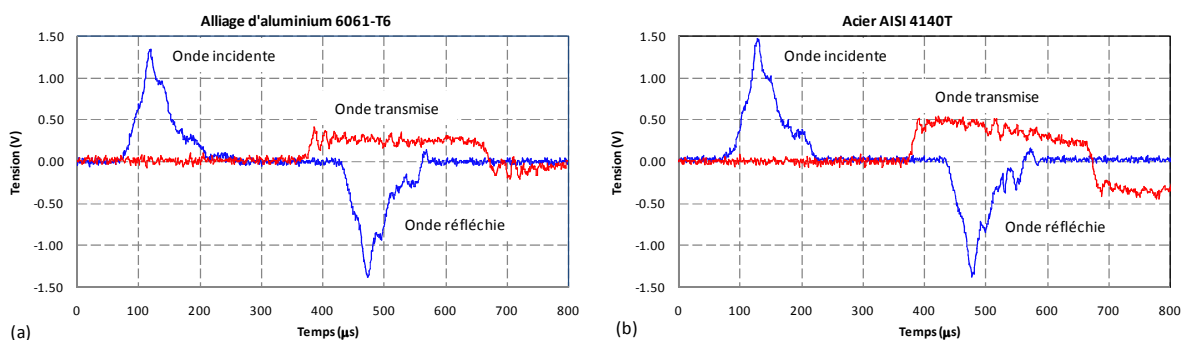 Alliage d'aluminium 6061-T6
1.50
1.00
0.50
0.00
-0.50
-1.00
-1.50
Tension (V)
Onde incidente
Onde transmise
Onde réfléchie
0 100 200 300 400 500 600 700 800
Temps (µs)
(a)
Acier AISI 4140T
1.50
1.00
0.50
0.00
-0.50
-1.00
-1.50
Tension (V)
Onde incidente
Onde transmise
Onde réfléchie
0 100 200 300 400 500 600 700 800
Temps (µs)
(b)